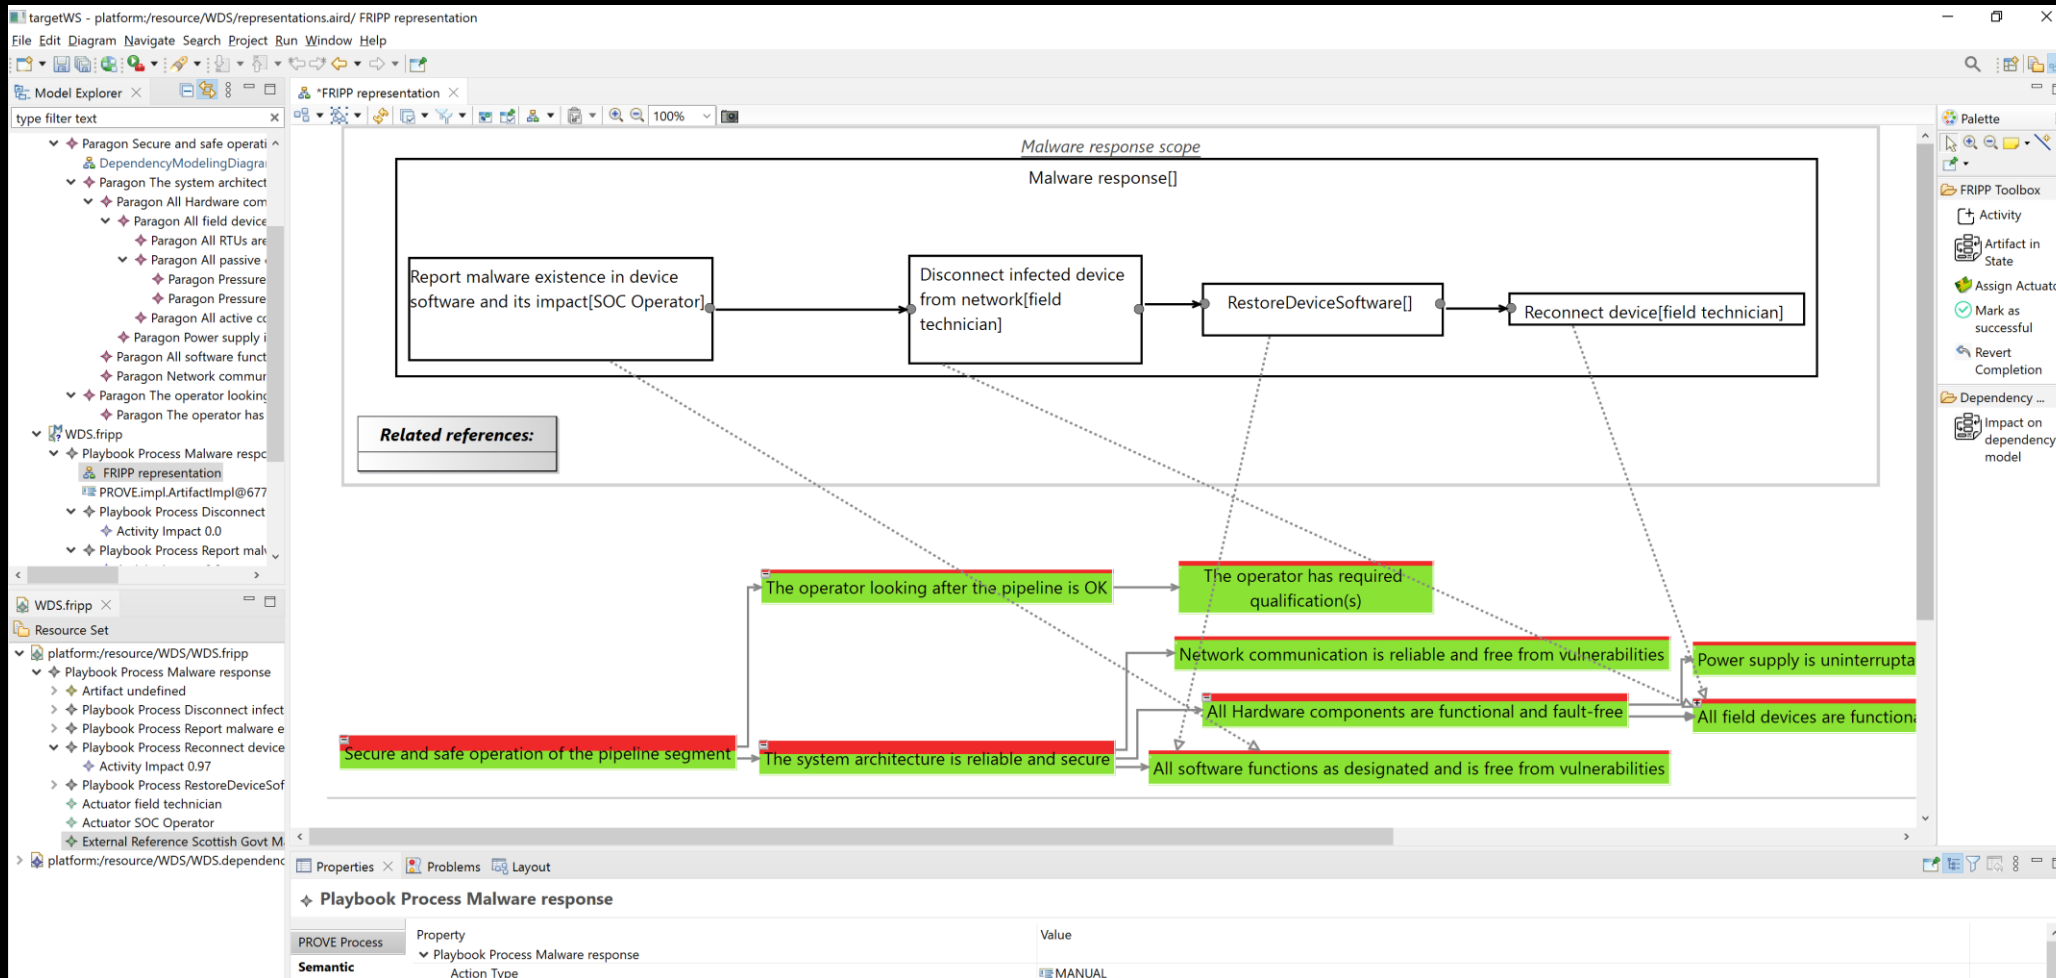 targetWS - platform:/resource/WDS/representations.aird/ FRIPP representation
File Edit Diagram Navigate Search Project Run Window Help
Model Explorer
type filter text
Paragon Secure and safe operati
DependencyModelingDiagra
Paragon The system architect
Paragon All Hardware com
Paragon All field device
Paragon All RTUs are
Paragon All passive
Paragon Pressure
Paragon Pressure
Paragon All active cc
Paragon Power supply i
Paragon All software funct
Paragon Network commur
Paragon The operator looking
Paragon The operator has
WDS.fripp
Playbook Process Malware respc
FRIPP representation
PROVE.impl.ArtifactImpl@677
Playbook Process Disconnect
Activity Impact 0.0
Playbook Process Report malv
WDS.fripp
Resource Set
platform:/resource/WDS/WDS.fripp
Playbook Process Malware response
Artifact undefined
Playbook Process Disconnect infect
Playbook Process Report malware e
Playbook Process Reconnect device
Activity Impact 0.97
Playbook Process RestoreDeviceSof
Actuator field technician
Actuator SOC Operator
External Reference Scottish Govt M
platform:/resource/WDS/WDS.dependenc
*FRIPP representation
100%
Malware response scope
Malware response[]
Report malware existence in device
software and its impact[SOC Operator]
Disconnect infected device
from network[field
technician]
RestoreDeviceSoftware[]
Reconnect device[field technician]
Related references:
The operator looking after the pipeline is OK
The operator has required
qualification(s)
Network communication is reliable and free from vulnerabilities
Power supply is uninterrupta
All Hardware components are functional and fault-free
All field devices are functiona
Secure and safe operation of the pipeline segment
The system architecture is reliable and secure
All software functions as designated and is free from vulnerabilities
Palette
FRIPP Toolbox
Activity
Artifact in
State
Assign Actuato
Mark as
successful
Revert
Completion
Dependency ...
Impact on
dependency
model
Properties
Problems
Layout
Playbook Process Malware response
PROVE Process
Semantic
Property
Value
Playbook Process Malware response
Action Type
MANUAL